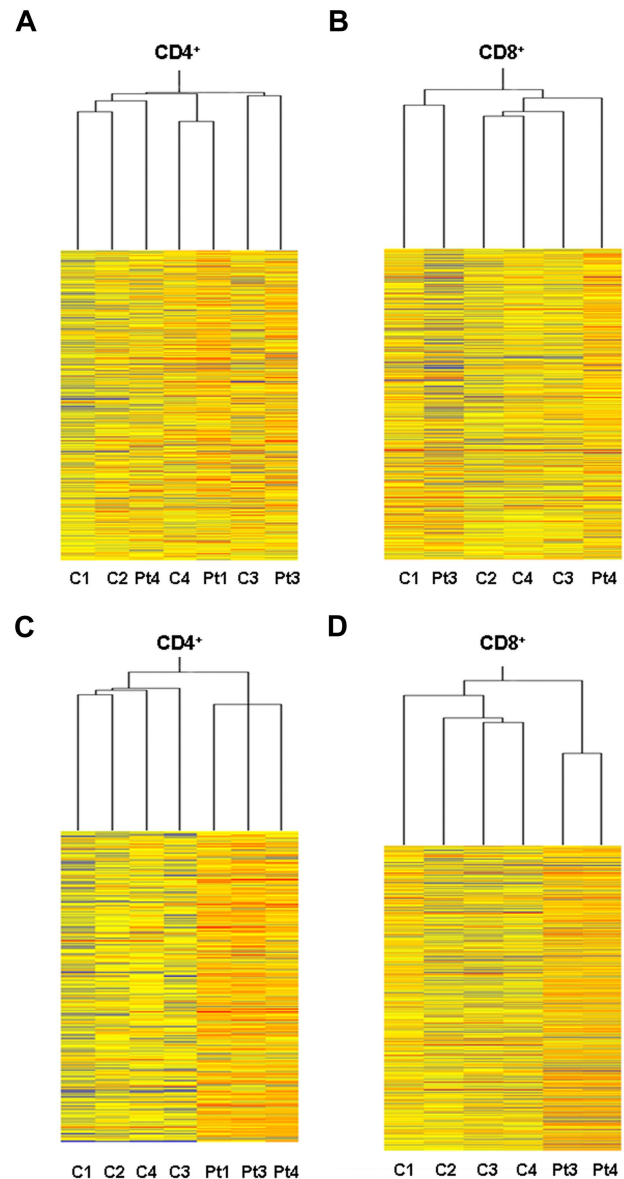 A
B
CD4⁺
CD8⁺
C1 C2 Pt4 C4 Pt1 C3 Pt3
C1 Pt3 C2 C4 C3 Pt4
C
D
CD4⁺
CD8⁺
C1 C2 C4 C3 Pt1 Pt3 Pt4
C1 C2 C3 C4 Pt3 Pt4